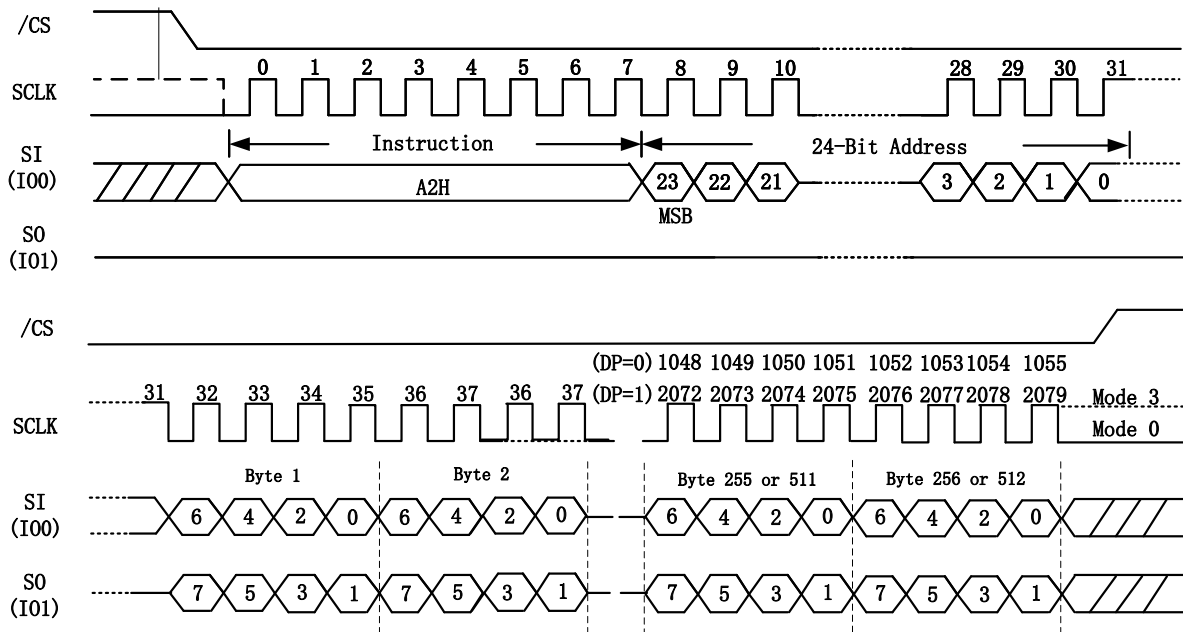 /CS
0 1 2 3 4 5 6 7 8 9 10 28 29 30 31
SCLK
Instruction 24-Bit Address
SI
(IO0)
A2H 23 22 21 3 2 1 0
MSB
SO
(IO1)
/CS
(DP=0) 1048 1049 1050 1051 1052 1053 1054 1055
31 32 33 34 35 36 37 36 37 (DP=1) 2072 2073 2074 2075 2076 2077 2078 2079 Mode 3
SCLK
Mode 0
Byte 1 Byte 2 Byte 255 or 511 Byte 256 or 512
SI
(IO0)
6 4 2 0 6 4 2 0 6 4 2 0 6 4 2 0
SO
(IO1)
7 5 3 1 7 5 3 1 7 5 3 1 7 5 3 1